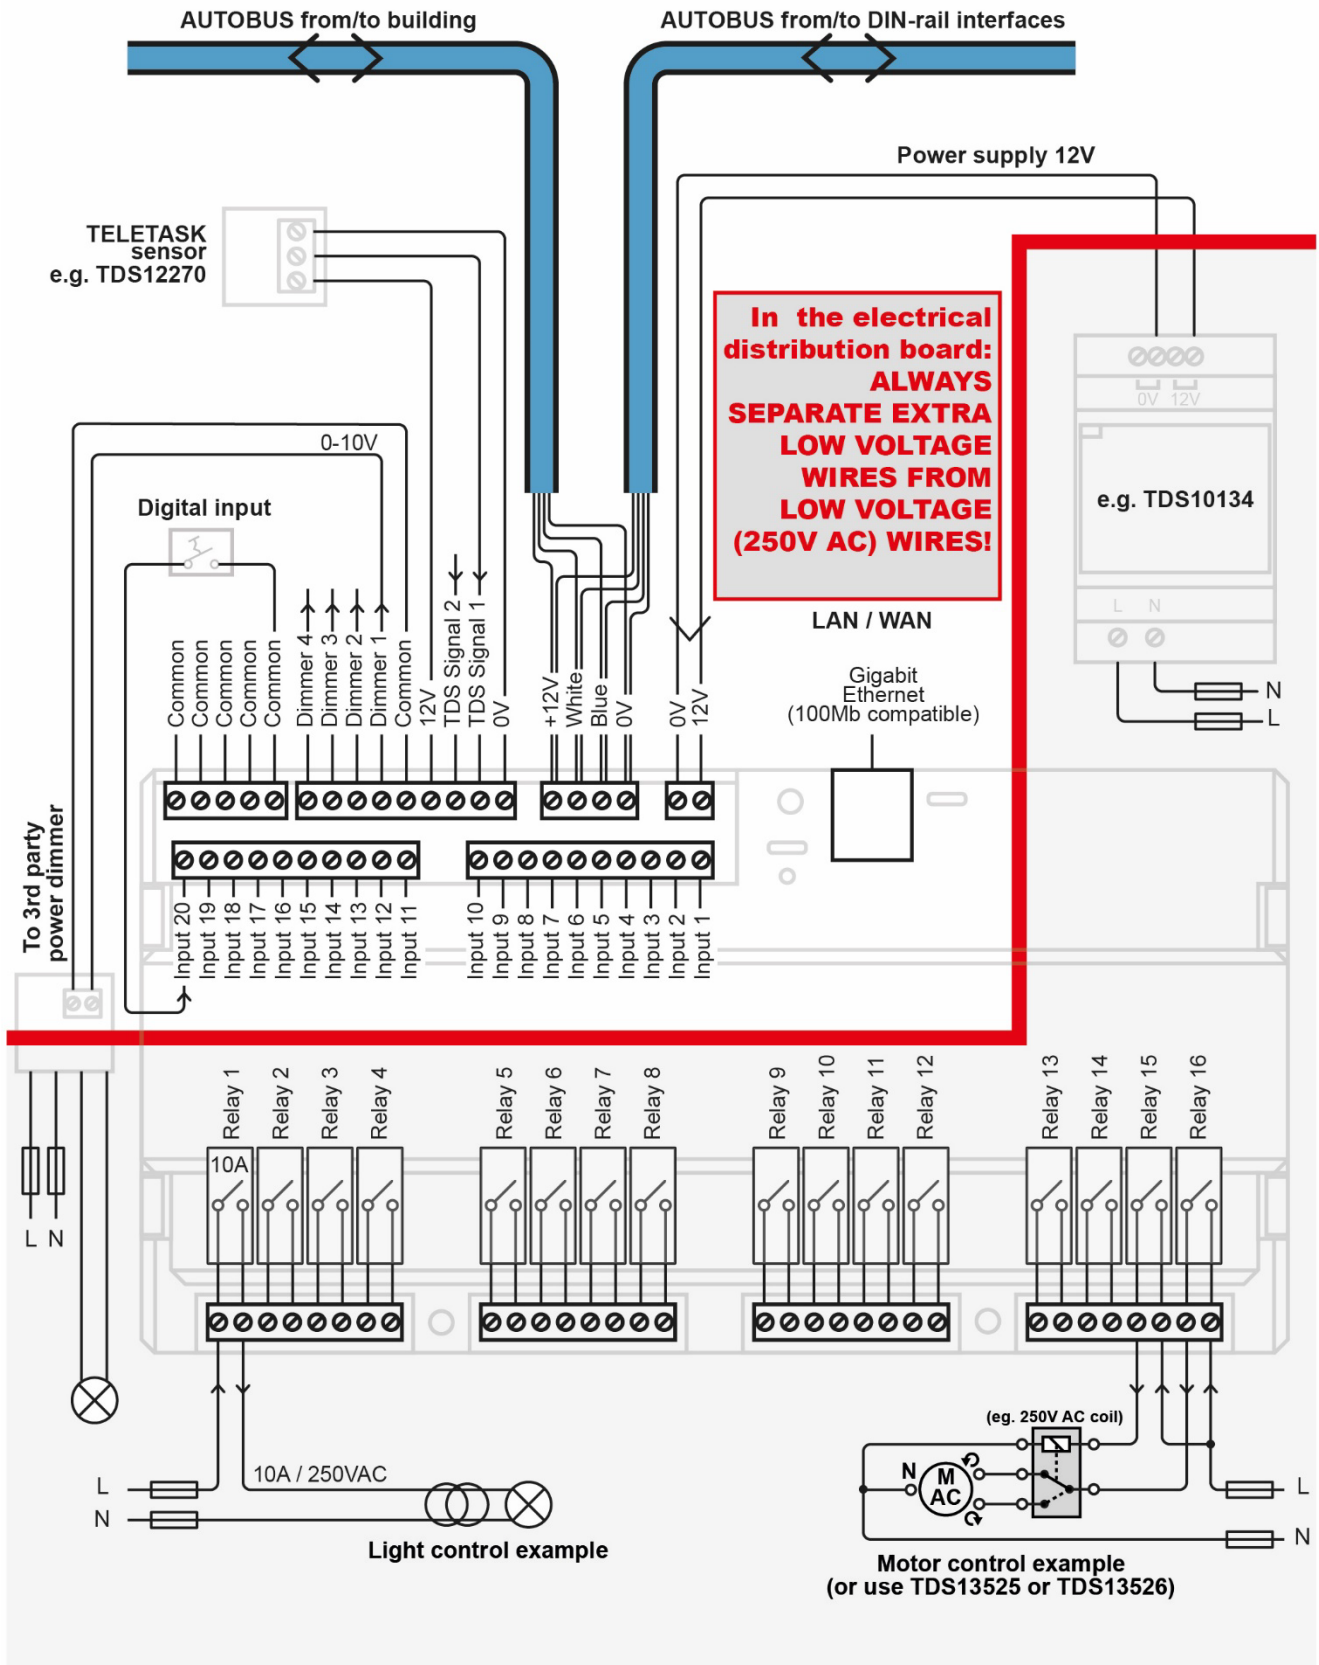 AUTOBUS from/to building
AUTOBUS from/to DIN-rail interfaces
Power supply 12V
TELETASK
sensor
e.g. TDS12270
In the electrical
distribution board:
ALWAYS
SEPARATE EXTRA
LOW VOLTAGE
WIRES FROM
LOW VOLTAGE
(250V AC) WIRES!
0V 12V
e.g. TDS10134
L N
N
L
0-10V
Digital input
LAN / WAN
Gigabit
Ethernet
(100Mb compatible)
Common
Common
Common
Common
Common
Dimmer 4
Dimmer 3
Dimmer 2
Dimmer 1
Common
12V
TDS Signal 2
TDS Signal 1
0V
+12V
White
Blue
0V
0V
12V
To 3rd party
power dimmer
Input 20
Input 19
Input 18
Input 17
Input 16
Input 15
Input 14
Input 13
Input 12
Input 11
Input 10
Input 9
Input 8
Input 7
Input 6
Input 5
Input 4
Input 3
Input 2
Input 1
Relay 1
Relay 2
Relay 3
Relay 4
Relay 5
Relay 6
Relay 7
Relay 8
Relay 9
Relay 10
Relay 11
Relay 12
Relay 13
Relay 14
Relay 15
Relay 16
10A
L N
(eg. 250V AC coil)
L
N
10A / 250VAC
Light control example
N
M
AC
L
N
Motor control example
(or use TDS13525 or TDS13526)